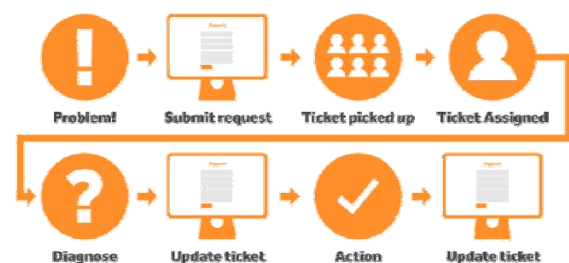 Problem!
Submit request
Ticket picked up
Ticket Assigned
Diagnose
Update ticket
Action
Update ticket